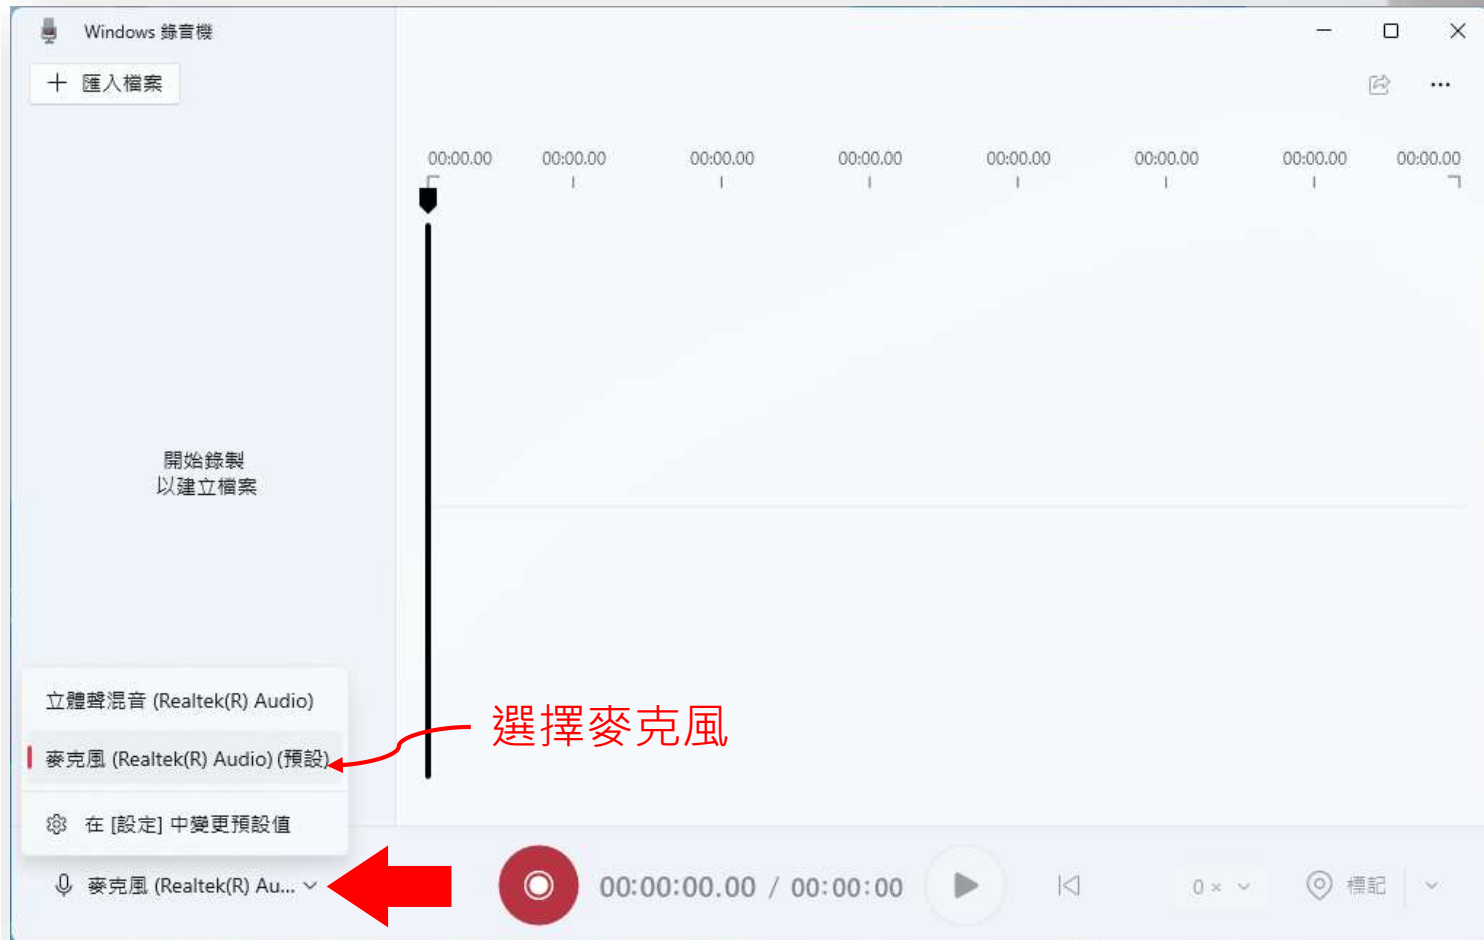 Windows 錄音機
匯入檔案
00:00.00 00:00.00 00:00.00 00:00.00 00:00.00 00:00.00 00:00.00 00:00.00
開始錄製
以建立檔案
立體聲混音 (Realtek(R) Audio)
選擇麥克風
麥克風 (Realtek(R) Audio) (預設)
在 [設定] 中變更預設值
麥克風 (Realtek(R) Au...
00:00:00.00 / 00:00:00
0 ×
標記